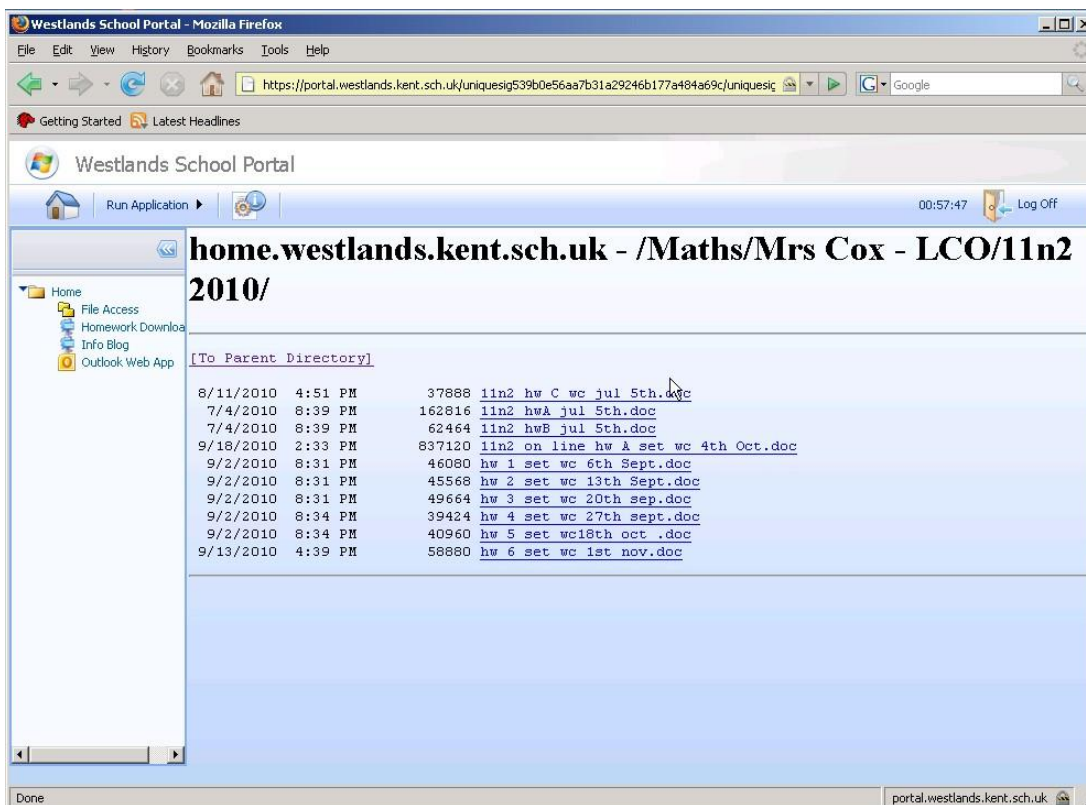 Westlands School Portal - Mozilla Firefox
File Edit View History Bookmarks Tools Help
https://portal.westlands.kent.sch.uk/uniquesig539b0e56aa7b31a29246b177a484a69c/uniquesig
G Google
Getting Started Latest Headlines
Westlands School Portal
Run Application
00:57:47 Log Off
home.westlands.kent.sch.uk - /Maths/Mrs Cox - LCO/11n2
2010/
Home
File Access
Homework Downloa
Info Blog
Outlook Web App
[To Parent Directory]
8/11/2010 4:51 PM 37888 11n2 hw C wc jul 5th.doc
7/4/2010 8:39 PM 162816 11n2 hwA jul 5th.doc
7/4/2010 8:39 PM 62464 11n2 hwB jul 5th.doc
9/18/2010 2:33 PM 837120 11n2 on line hw A set wc 4th Oct.doc
9/2/2010 8:31 PM 46080 hw 1 set wc 6th Sept.doc
9/2/2010 8:31 PM 45568 hw 2 set wc 13th Sept.doc
9/2/2010 8:31 PM 49664 hw 3 set wc 20th sep.doc
9/2/2010 8:34 PM 39424 hw 4 set wc 27th sept.doc
9/2/2010 8:34 PM 40960 hw 5 set wc18th oct .doc
9/13/2010 4:39 PM 58880 hw 6 set wc 1st nov.doc
Done
portal.westlands.kent.sch.uk